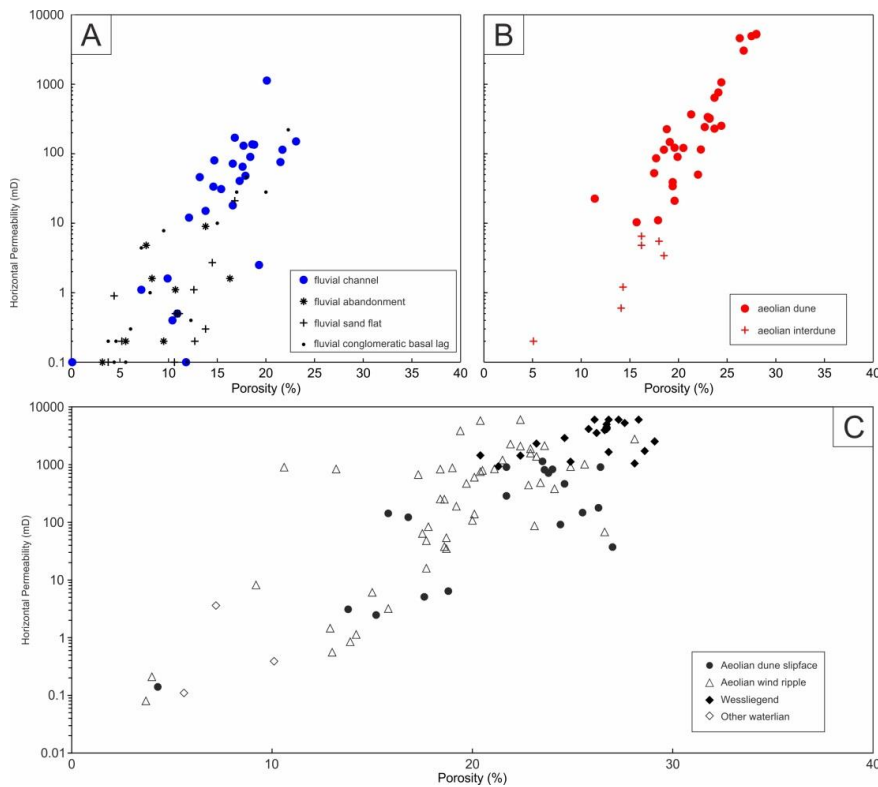 A
Horizontal Permeability (mD)
10000
1000
100
10
1
0.1
0 5 10 15 20 25 30 35 40
Porosity (%)
fluvial channel
fluvial abandonment
fluvial sand flat
fluvial conglomeratic basal lag
B
0 5 10 15 20 25 30 35 40
Porosity (%)
aeolian dune
aeolian interdune
C
Horizontal Permeability (mD)
10000
1000
100
10
1
0.1
0.01
0 10 20 30 40
Porosity (%)
Aeolian dune slipface
Aeolian wind ripple
Wessliegend
Other waterlian